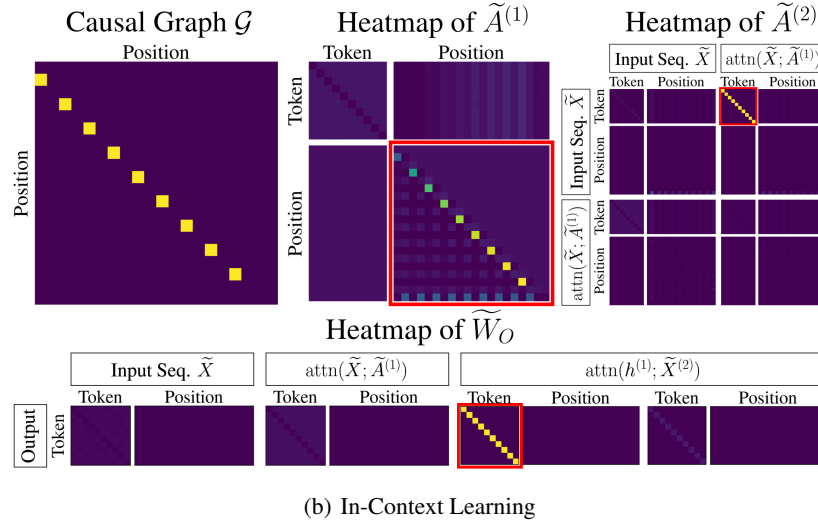 Causal Graph 𝒢
Position
Position
Heatmap of Ã⁽¹⁾
Token Position
Token
Position
Heatmap of Ã⁽²⁾
Input Seq. X̃ attn(X̃; Ã⁽¹⁾)
Token Position Token Position
Input Seq. X̃
Token
Position
attn(X̃; Ã⁽¹⁾)
Token
Position
Heatmap of W̃_O
Input Seq. X̃ attn(X̃; Ã⁽¹⁾) attn(h⁽¹⁾; X̃⁽²⁾)
Token Position Token Position Token Position Token Position
Output
Token
(b) In-Context Learning